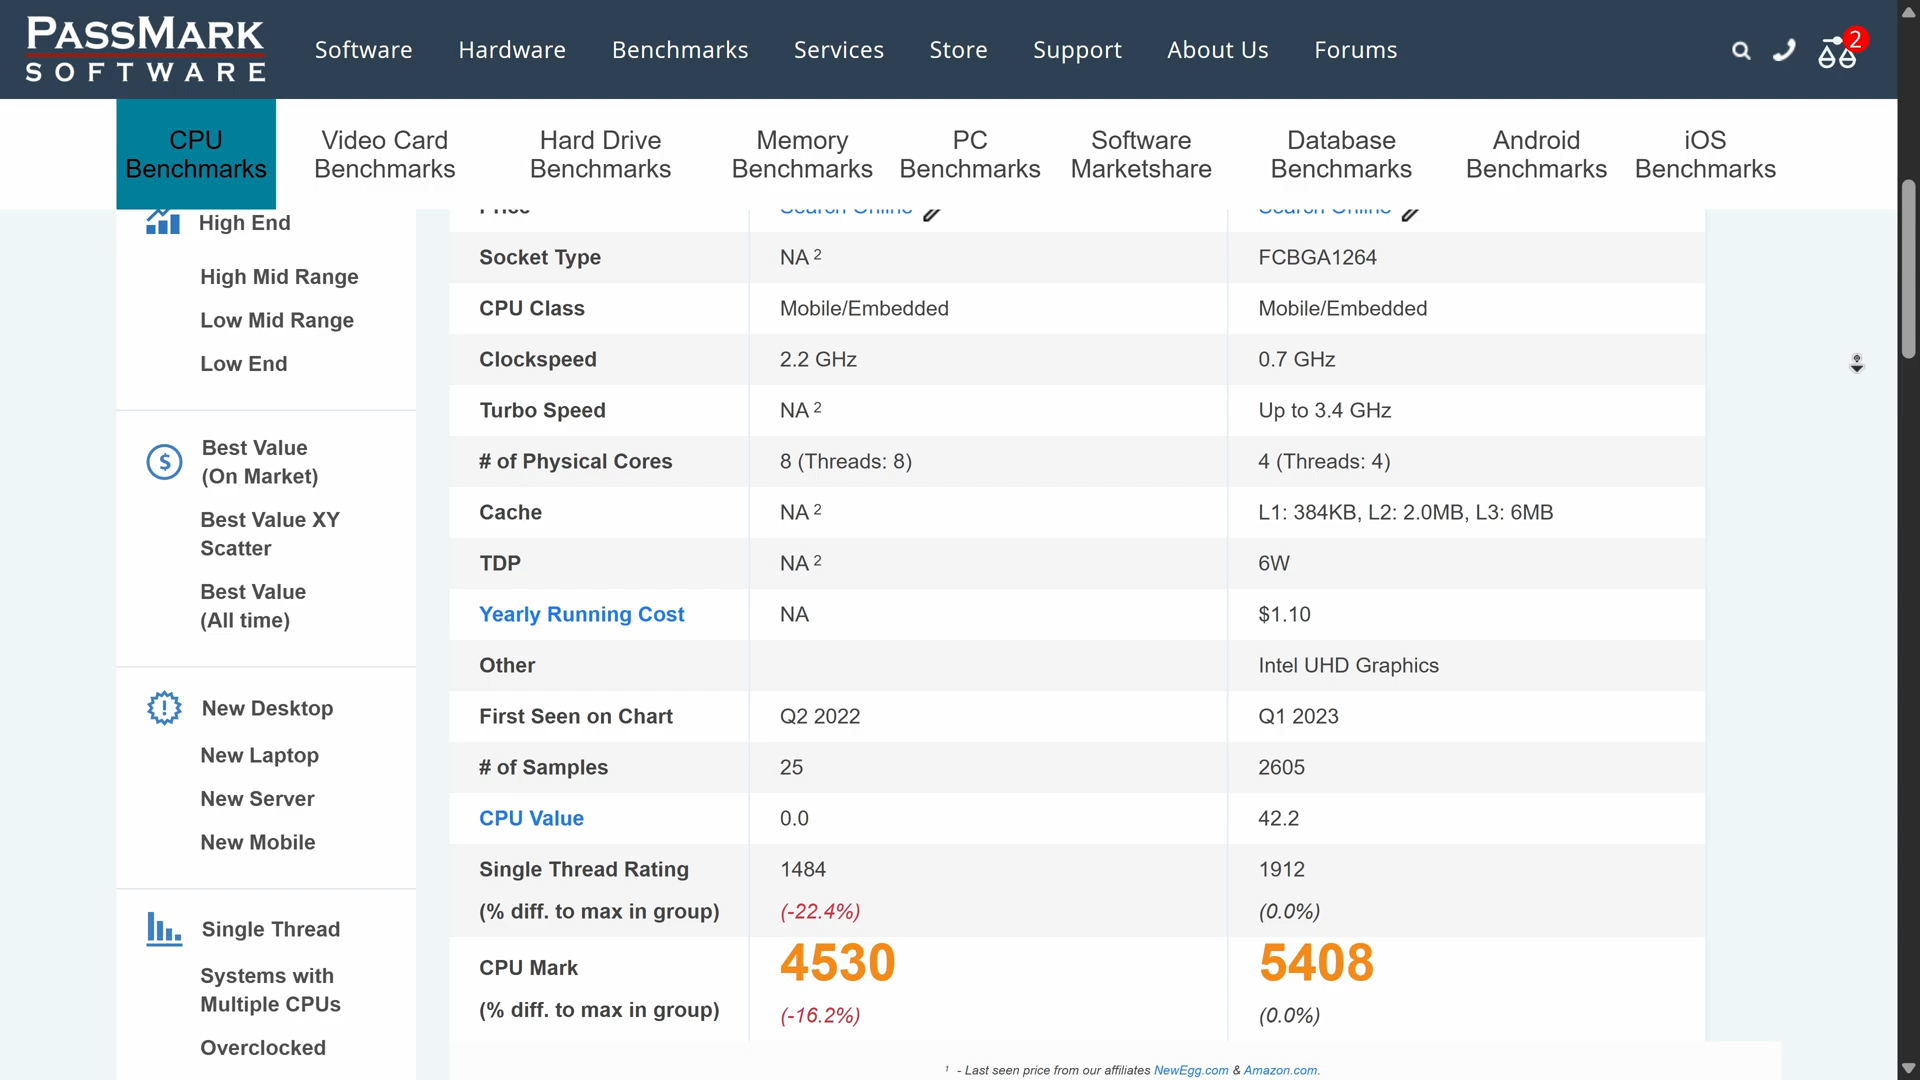 PASSMARK
SOFTWARE
Software
Hardware
Benchmarks
Services
Store
Support
About Us
Forums
2
CPU
Benchmarks
Video Card
Benchmarks
Hard Drive
Benchmarks
Memory
Benchmarks
PC
Benchmarks
Software
Marketshare
Database
Benchmarks
Android
Benchmarks
iOS
Benchmarks
High End
High Mid Range
Low Mid Range
Low End
Best Value
(On Market)
Best Value XY
Scatter
Best Value
(All time)
New Desktop
New Laptop
New Server
New Mobile
Single Thread
Systems with
Multiple CPUs
Overclocked
Price Search Online Search Online
Socket Type NA 2 FCBGA1264
CPU Class Mobile/Embedded Mobile/Embedded
Clockspeed 2.2 GHz 0.7 GHz
Turbo Speed NA 2 Up to 3.4 GHz
# of Physical Cores 8 (Threads: 8) 4 (Threads: 4)
Cache NA 2 L1: 384KB, L2: 2.0MB, L3: 6MB
TDP NA 2 6W
Yearly Running Cost NA $1.10
Other Intel UHD Graphics
First Seen on Chart Q2 2022 Q1 2023
# of Samples 25 2605
CPU Value 0.0 42.2
Single Thread Rating 1484 1912
(% diff. to max in group) (-22.4%) (0.0%)
CPU Mark 4530 5408
(% diff. to max in group) (-16.2%) (0.0%)
1 - Last seen price from our affiliates NewEgg.com & Amazon.com.